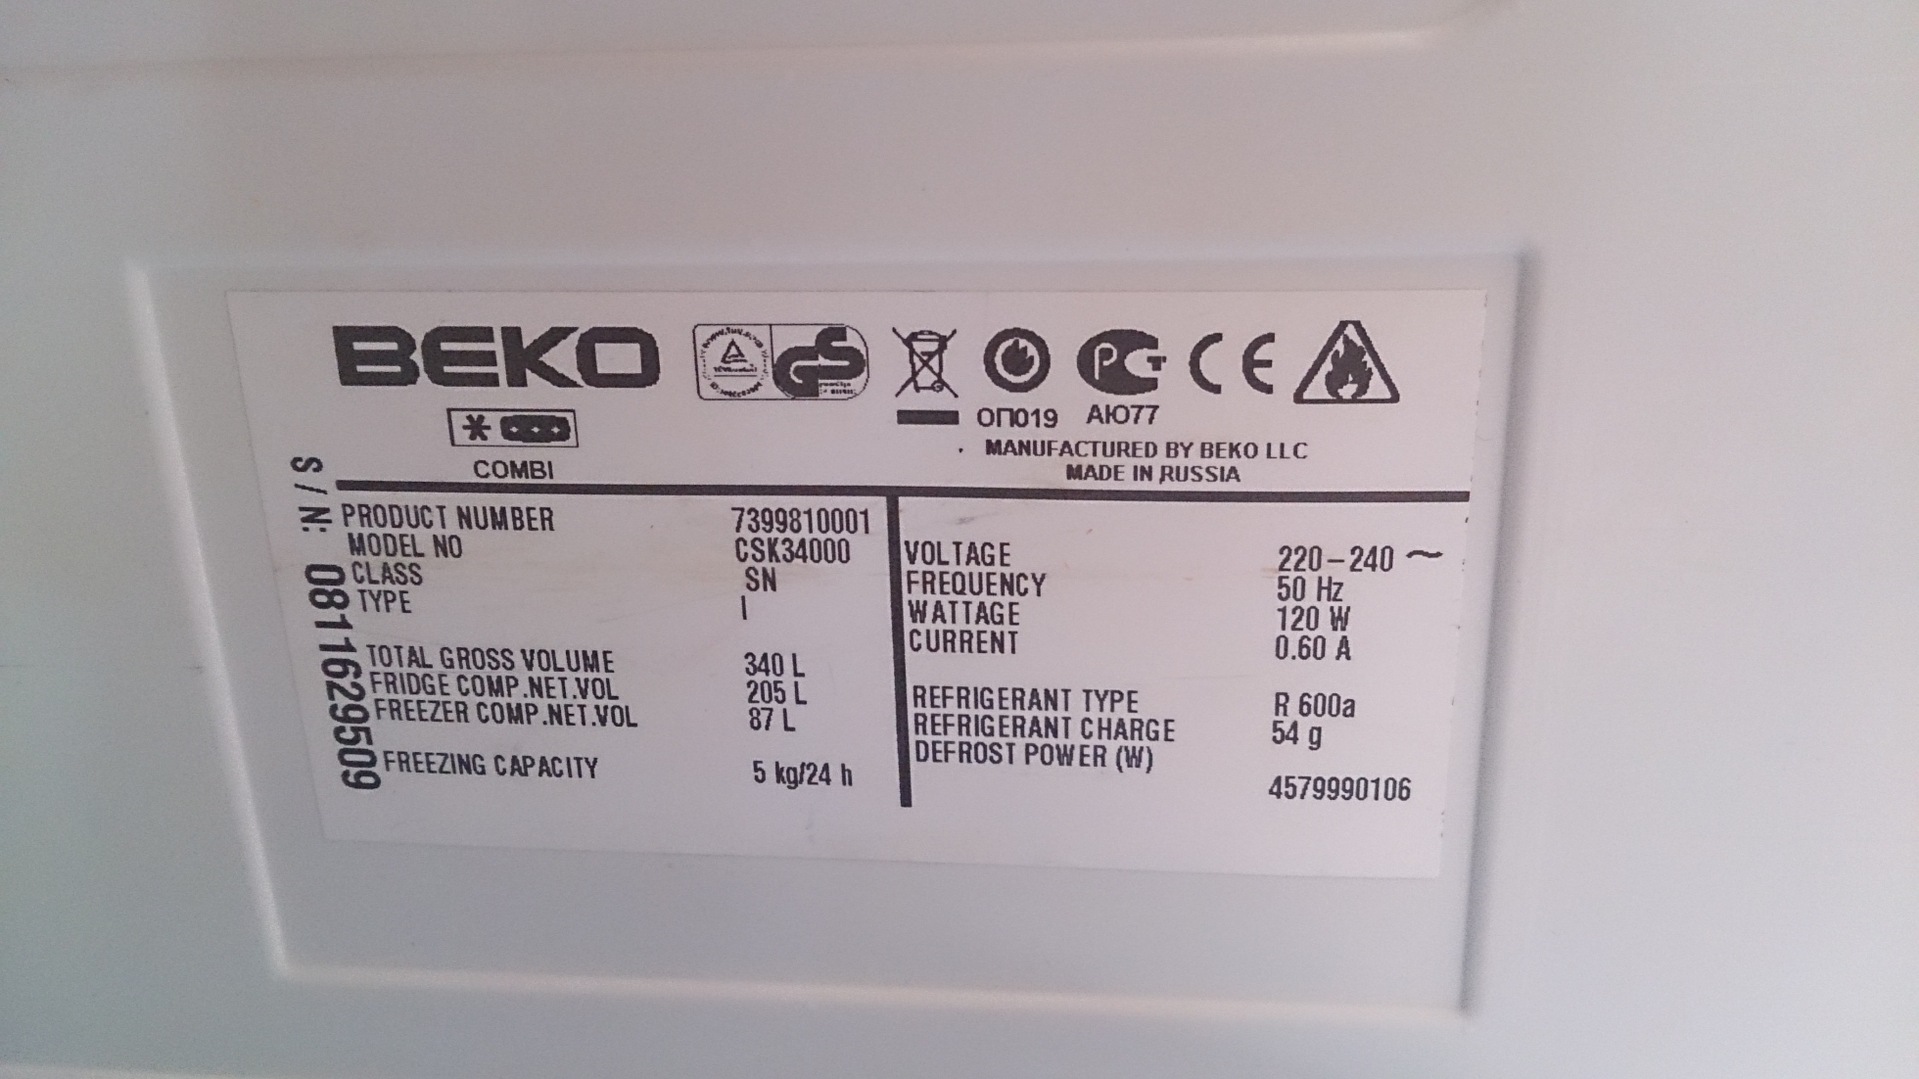 BEKO
GS
ОП019 АЮ77
COMBI
MANUFACTURED BY BEKO LLC
MADE IN RUSSIA
S / N: 0811629509
PRODUCT NUMBER 7399810001
MODEL NO CSK34000
CLASS SN
TYPE I
TOTAL GROSS VOLUME 340 L
FRIDGE COMP.NET.VOL 205 L
FREEZER COMP.NET.VOL 87 L
FREEZING CAPACITY 5 kg/24 h
VOLTAGE 220-240 ~
FREQUENCY 50 Hz
WATTAGE 120 W
CURRENT 0.60 A
REFRIGERANT TYPE R 600a
REFRIGERANT CHARGE 54 g
DEFROST POWER (W)
4579990106